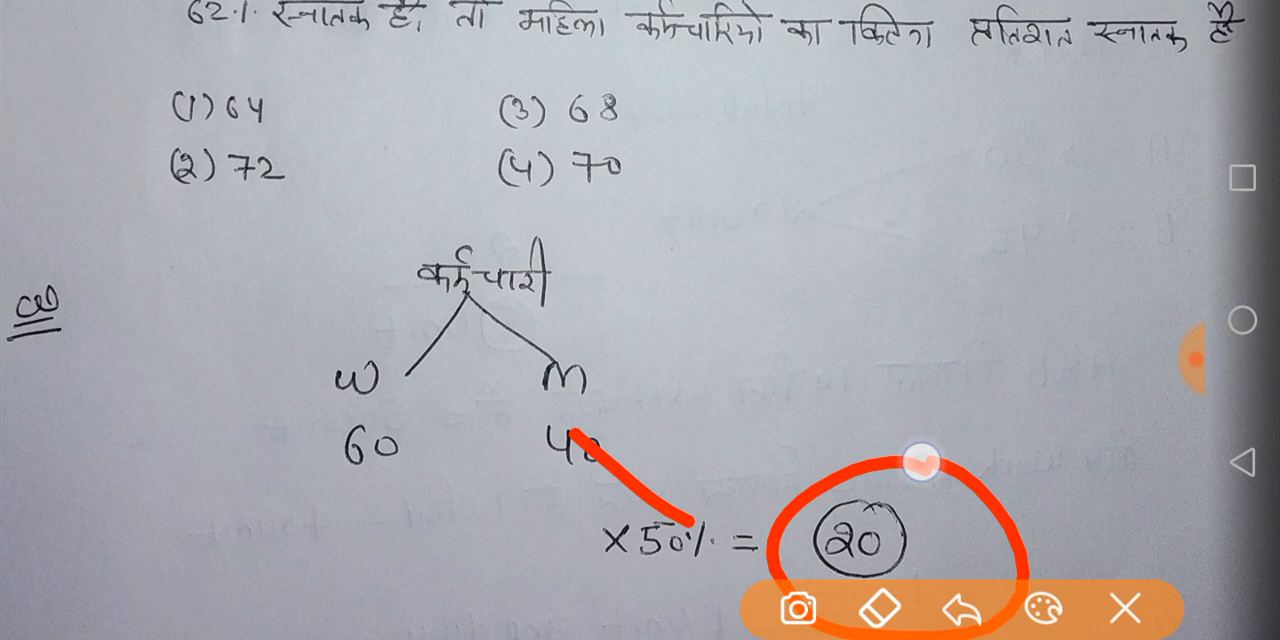 62%. स्नातक है, तो महिला कर्मचारियो का कितना प्रतिशत स्नातक है
(1) 64
(3) 68
(2) 72
(4) 70
कर्मचारी
W
M
60
40
×50% = 20